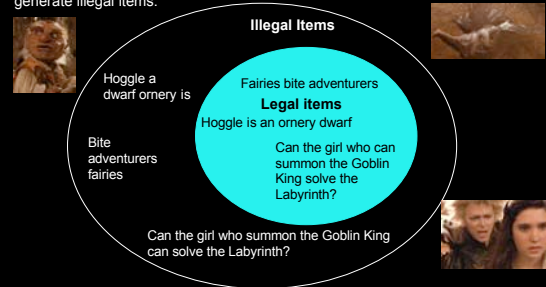 generate illegal items.
Illegal Items
Hoggle a
dwarf ornery is
Fairies bite adventurers
Legal items
Hoggle is an ornery dwarf
Bite
adventurers
fairies
Can the girl who can
summon the Goblin
King solve the
Labyrinth?
Can the girl who summon the Goblin King
can solve the Labyrinth?